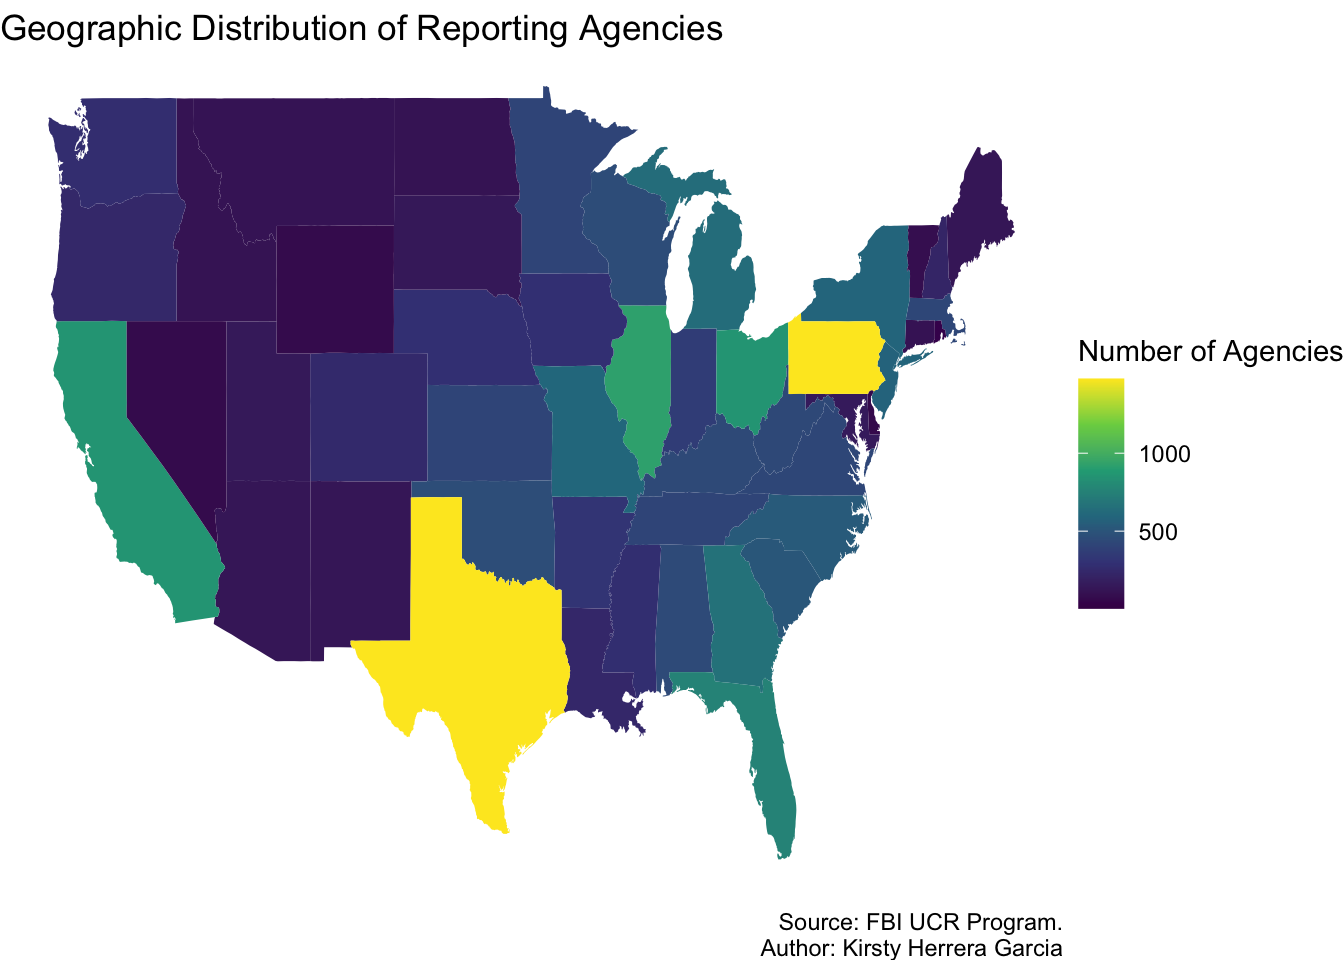 Geographic Distribution of Reporting Agencies
Number of Agencies
1000
500
Source: FBI UCR Program.
Author: Kirsty Herrera Garcia